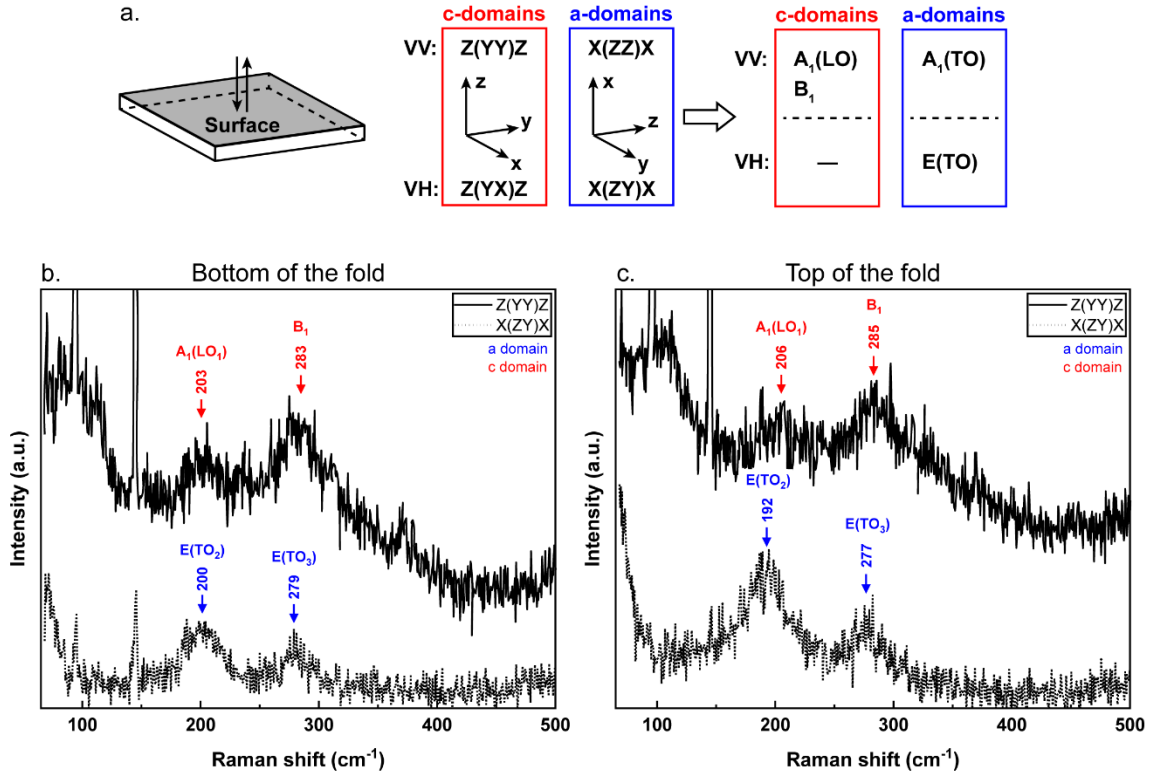 a.
c-domains
a-domains
VV:
Z(YY)Z
X(ZZ)X
z
y
x
x
z
y
VH:
Z(YX)Z
X(ZY)X
Surface
c-domains
a-domains
VV:
A₁(LO)
B₁
A₁(TO)
VH:
—
E(TO)
b.
Bottom of the fold
Z(YY)Z
X(ZY)X
a domain
c domain
A₁(LO₁)
203
B₁
283
E(TO₂)
200
E(TO₃)
279
Intensity (a.u.)
100 200 300 400 500
Raman shift (cm⁻¹)
c.
Top of the fold
Z(YY)Z
X(ZY)X
a domain
c domain
A₁(LO₁)
206
B₁
285
E(TO₂)
192
E(TO₃)
277
Intensity (a.u.)
100 200 300 400 500
Raman shift (cm⁻¹)